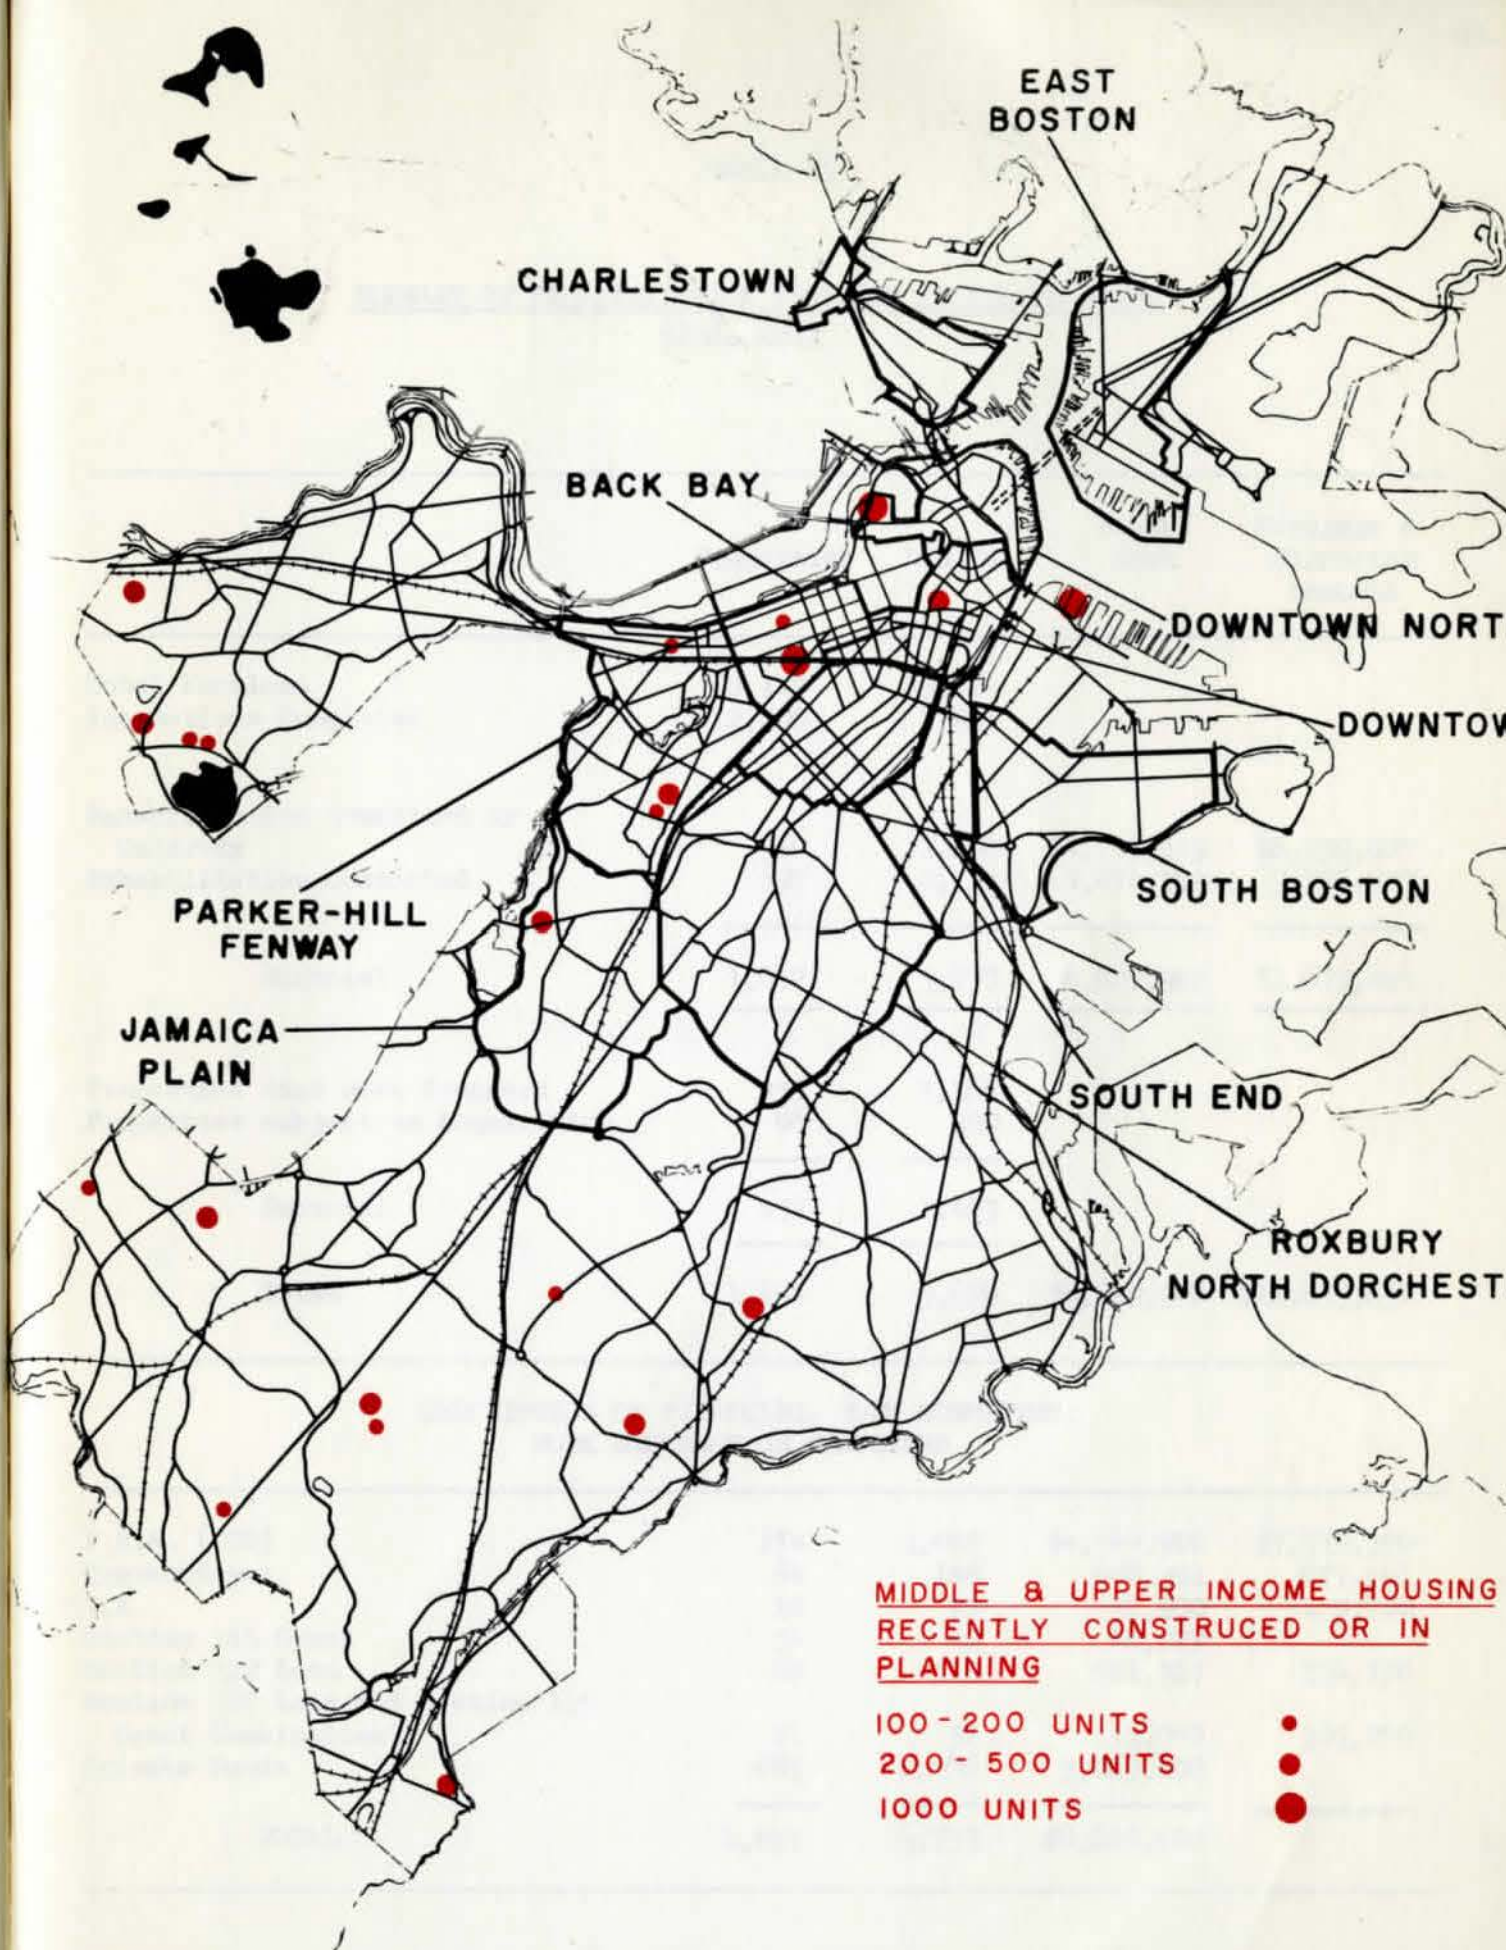 EAST
BOSTON
CHARLESTOWN
BACK BAY
DOWNTOWN NORT
DOWNTOW
SOUTH BOSTON
PARKER-HILL
FENWAY
JAMAICA
PLAIN
SOUTH END
ROXBURY
NORTH DORCHEST
MIDDLE & UPPER INCOME HOUSING
RECENTLY CONSTRUCED OR IN
PLANNING
100-200 UNITS
200-500 UNITS
1000 UNITS